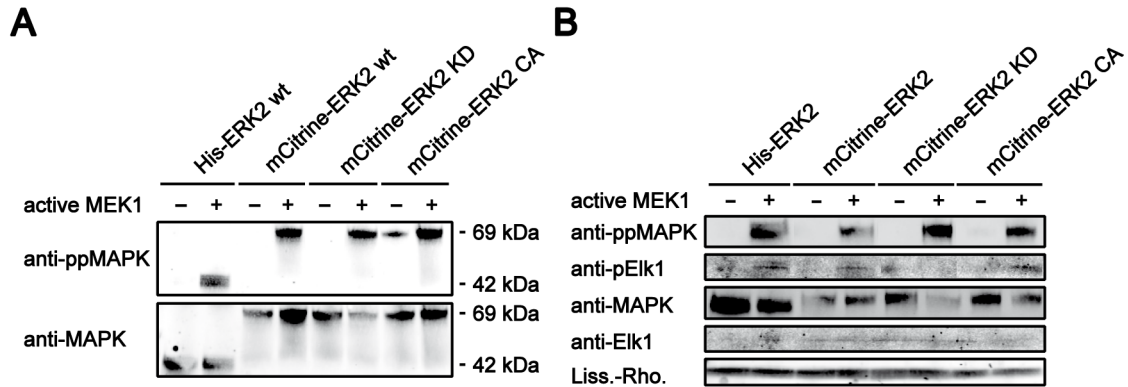 A
His-ERK2 wt
mCitrine-ERK2 wt
mCitrine-ERK2 KD
mCitrine-ERK2 CA
active MEK1 – + – + – + – +
anti-ppMAPK
- 69 kDa
- 42 kDa
anti-MAPK
- 69 kDa
- 42 kDa
B
His-ERK2
mCitrine-ERK2
mCitrine-ERK2 KD
mCitrine-ERK2 CA
active MEK1 – + – + – + – +
anti-ppMAPK
anti-pElk1
anti-MAPK
anti-Elk1
Liss.-Rho.